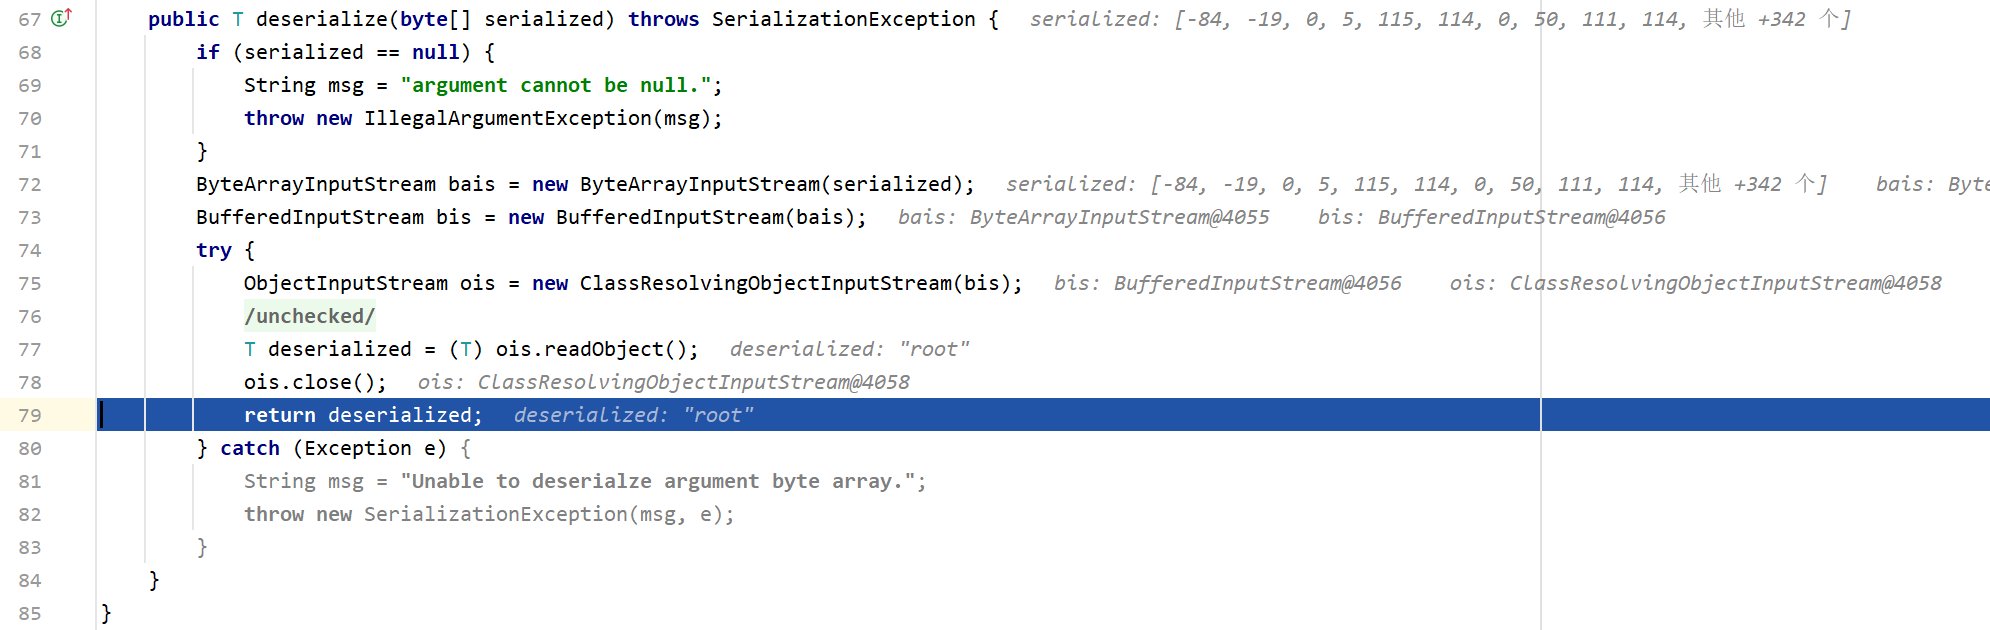 67 public T deserialize(byte[] serialized) throws SerializationException { serialized: [-84, -19, 0, 5, 115, 114, 0, 50, 111, 114, 其他 +342 个]
68 if (serialized == null) {
69 String msg = "argument cannot be null.";
70 throw new IllegalArgumentException(msg);
71 }
72 ByteArrayInputStream bais = new ByteArrayInputStream(serialized); serialized: [-84, -19, 0, 5, 115, 114, 0, 50, 111, 114, 其他 +342 个] bais: Byte
73 BufferedInputStream bis = new BufferedInputStream(bais); bais: ByteArrayInputStream@4055 bis: BufferedInputStream@4056
74 try {
75 ObjectInputStream ois = new ClassResolvingObjectInputStream(bis); bis: BufferedInputStream@4056 ois: ClassResolvingObjectInputStream@4058
76 /unchecked/
77 T deserialized = (T) ois.readObject(); deserialized: "root"
78 ois.close(); ois: ClassResolvingObjectInputStream@4058
79 return deserialized; deserialized: "root"
80 } catch (Exception e) {
81 String msg = "Unable to deserialze argument byte array.";
82 throw new SerializationException(msg, e);
83 }
84 }
85 }